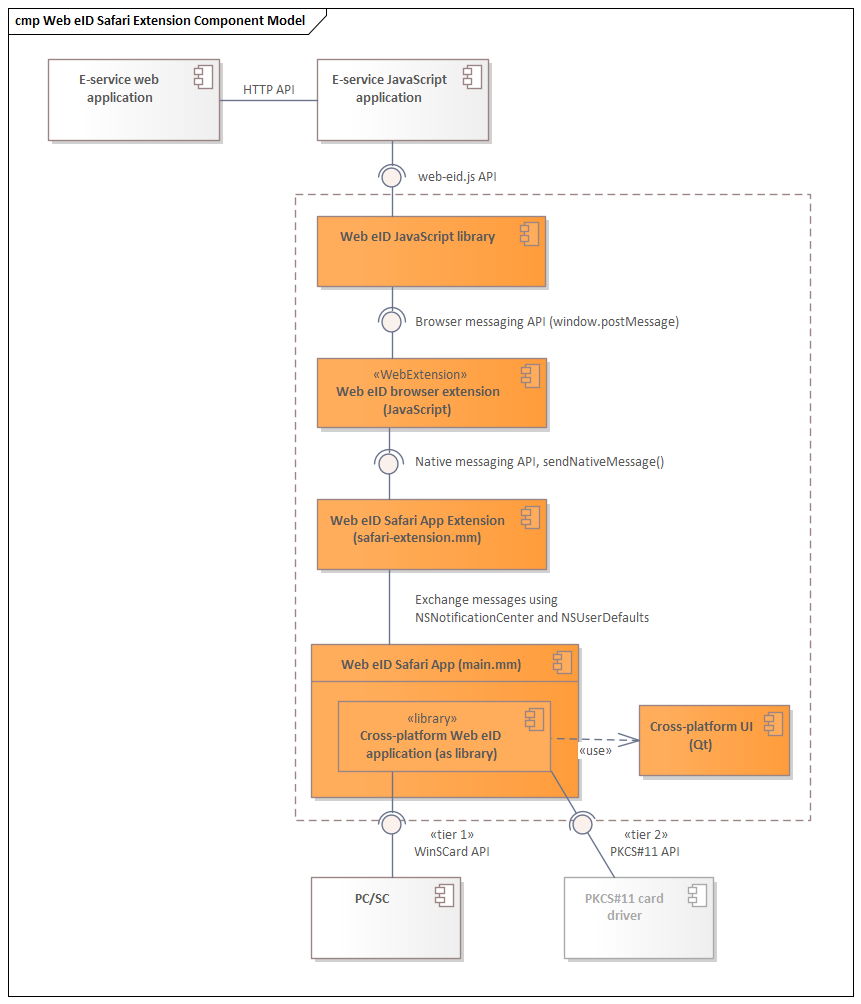 cmp Web eID Safari Extension Component Model
E-service web
application
HTTP API
E-service JavaScript
application
web-eid.js API
Web eID JavaScript library
Browser messaging API (window.postMessage)
«WebExtension»
Web eID browser extension
(JavaScript)
Native messaging API, sendNativeMessage()
Web eID Safari App Extension
(safari-extension.mm)
Exchange messages using
NSNotificationCenter and NSUserDefaults
Web eID Safari App (main.mm)
«library»
Cross-platform Web eID
application (as library)
«use»
Cross-platform UI
(Qt)
«tier 1»
WinSCard API
«tier 2»
PKCS#11 API
PC/SC
PKCS#11 card
driver